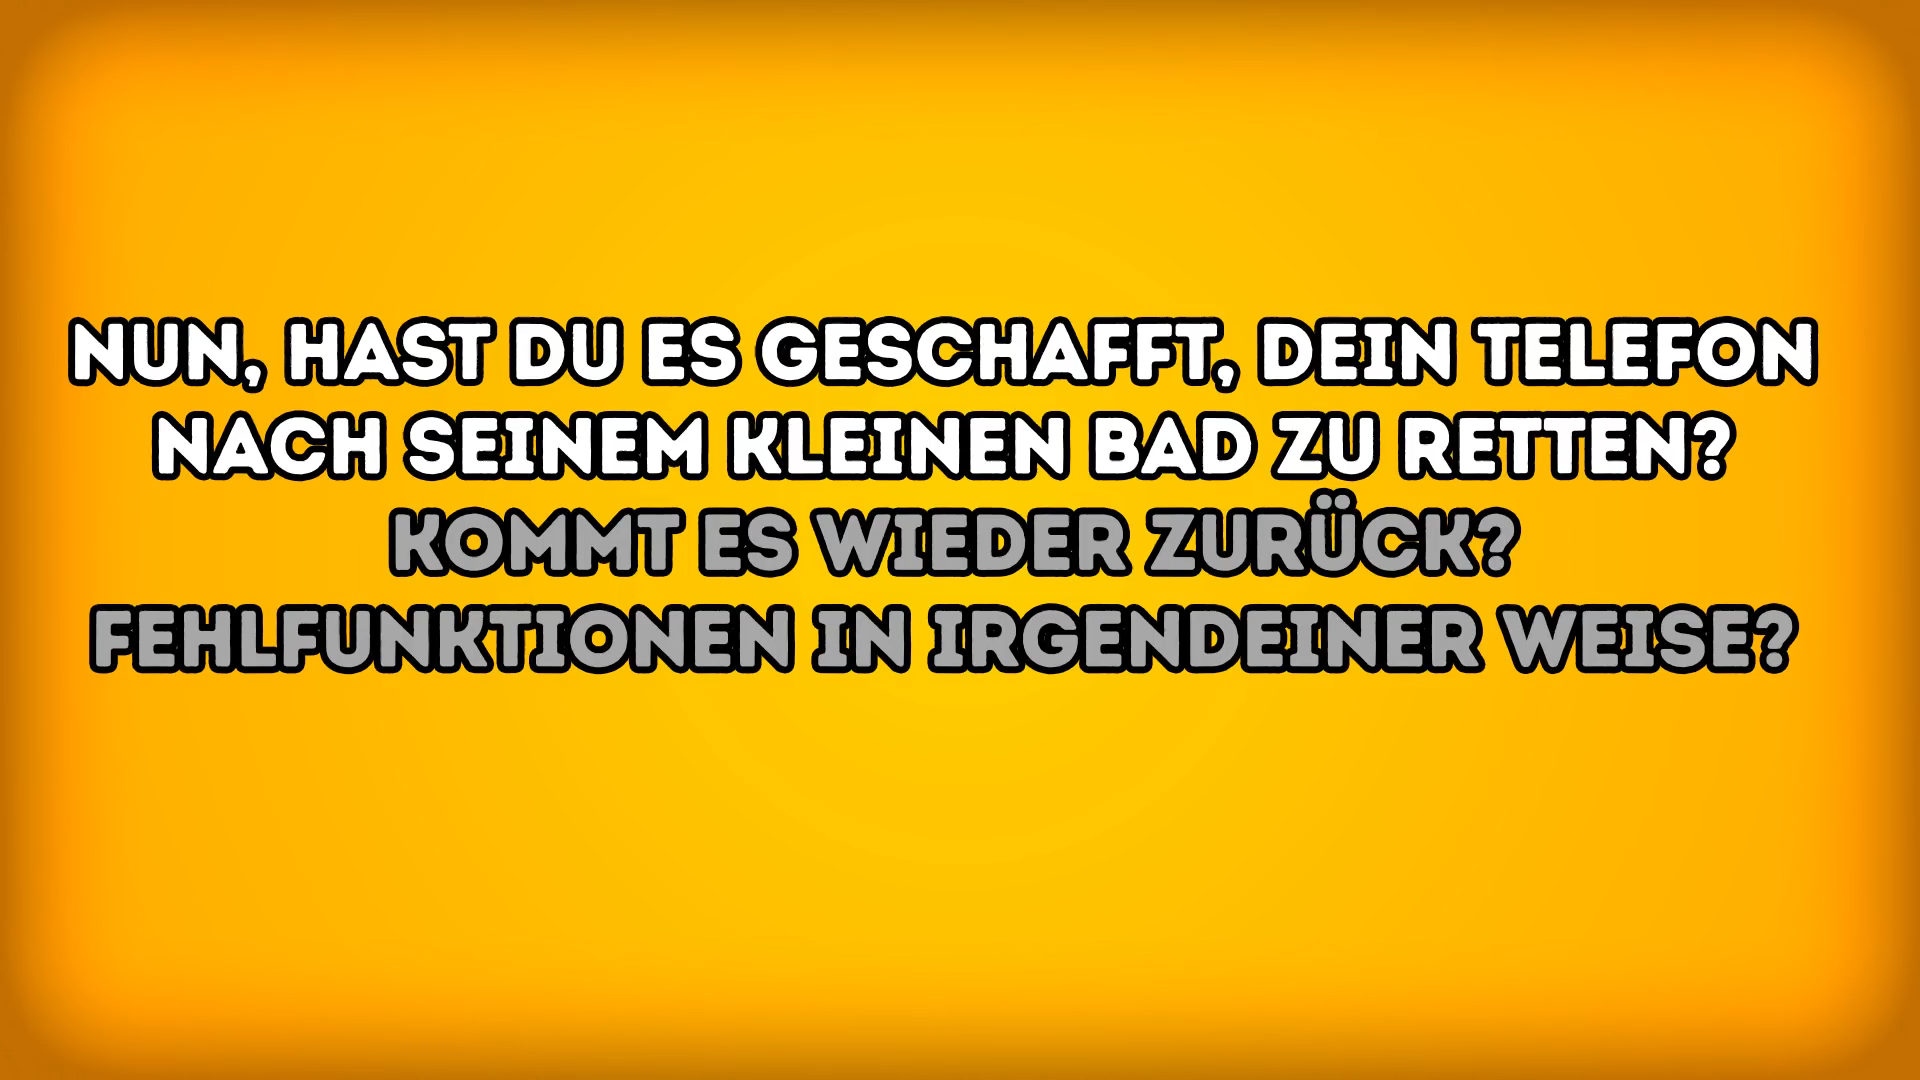 NUN, HAST DU ES GESCHAFFT, DEIN TELEFON
NACH SEINEM KLEINEN BAD ZU RETTEN?
KOMMT ES WIEDER ZURÜCK?
FEHLFUNKTIONEN IN IRGENDEINER WEISE?